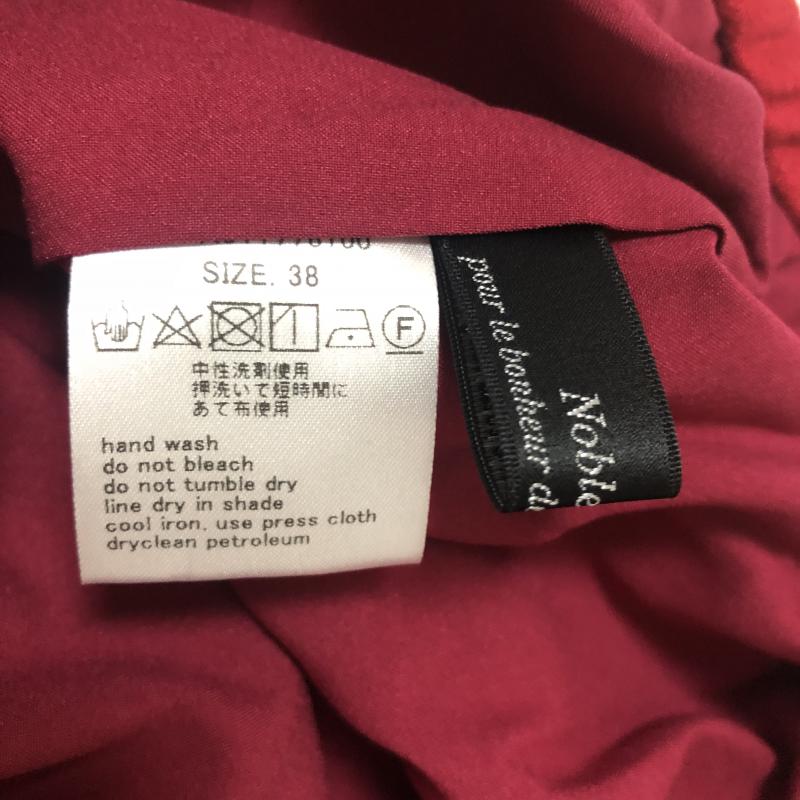 SIZE. 38
F
中性洗剤使用
押洗いで短時間に
あて布使用
hand wash
do not bleach
do not tumble dry
line dry in shade
cool iron, use press cloth
dryclean petroleum
Noble
pour le bonheur